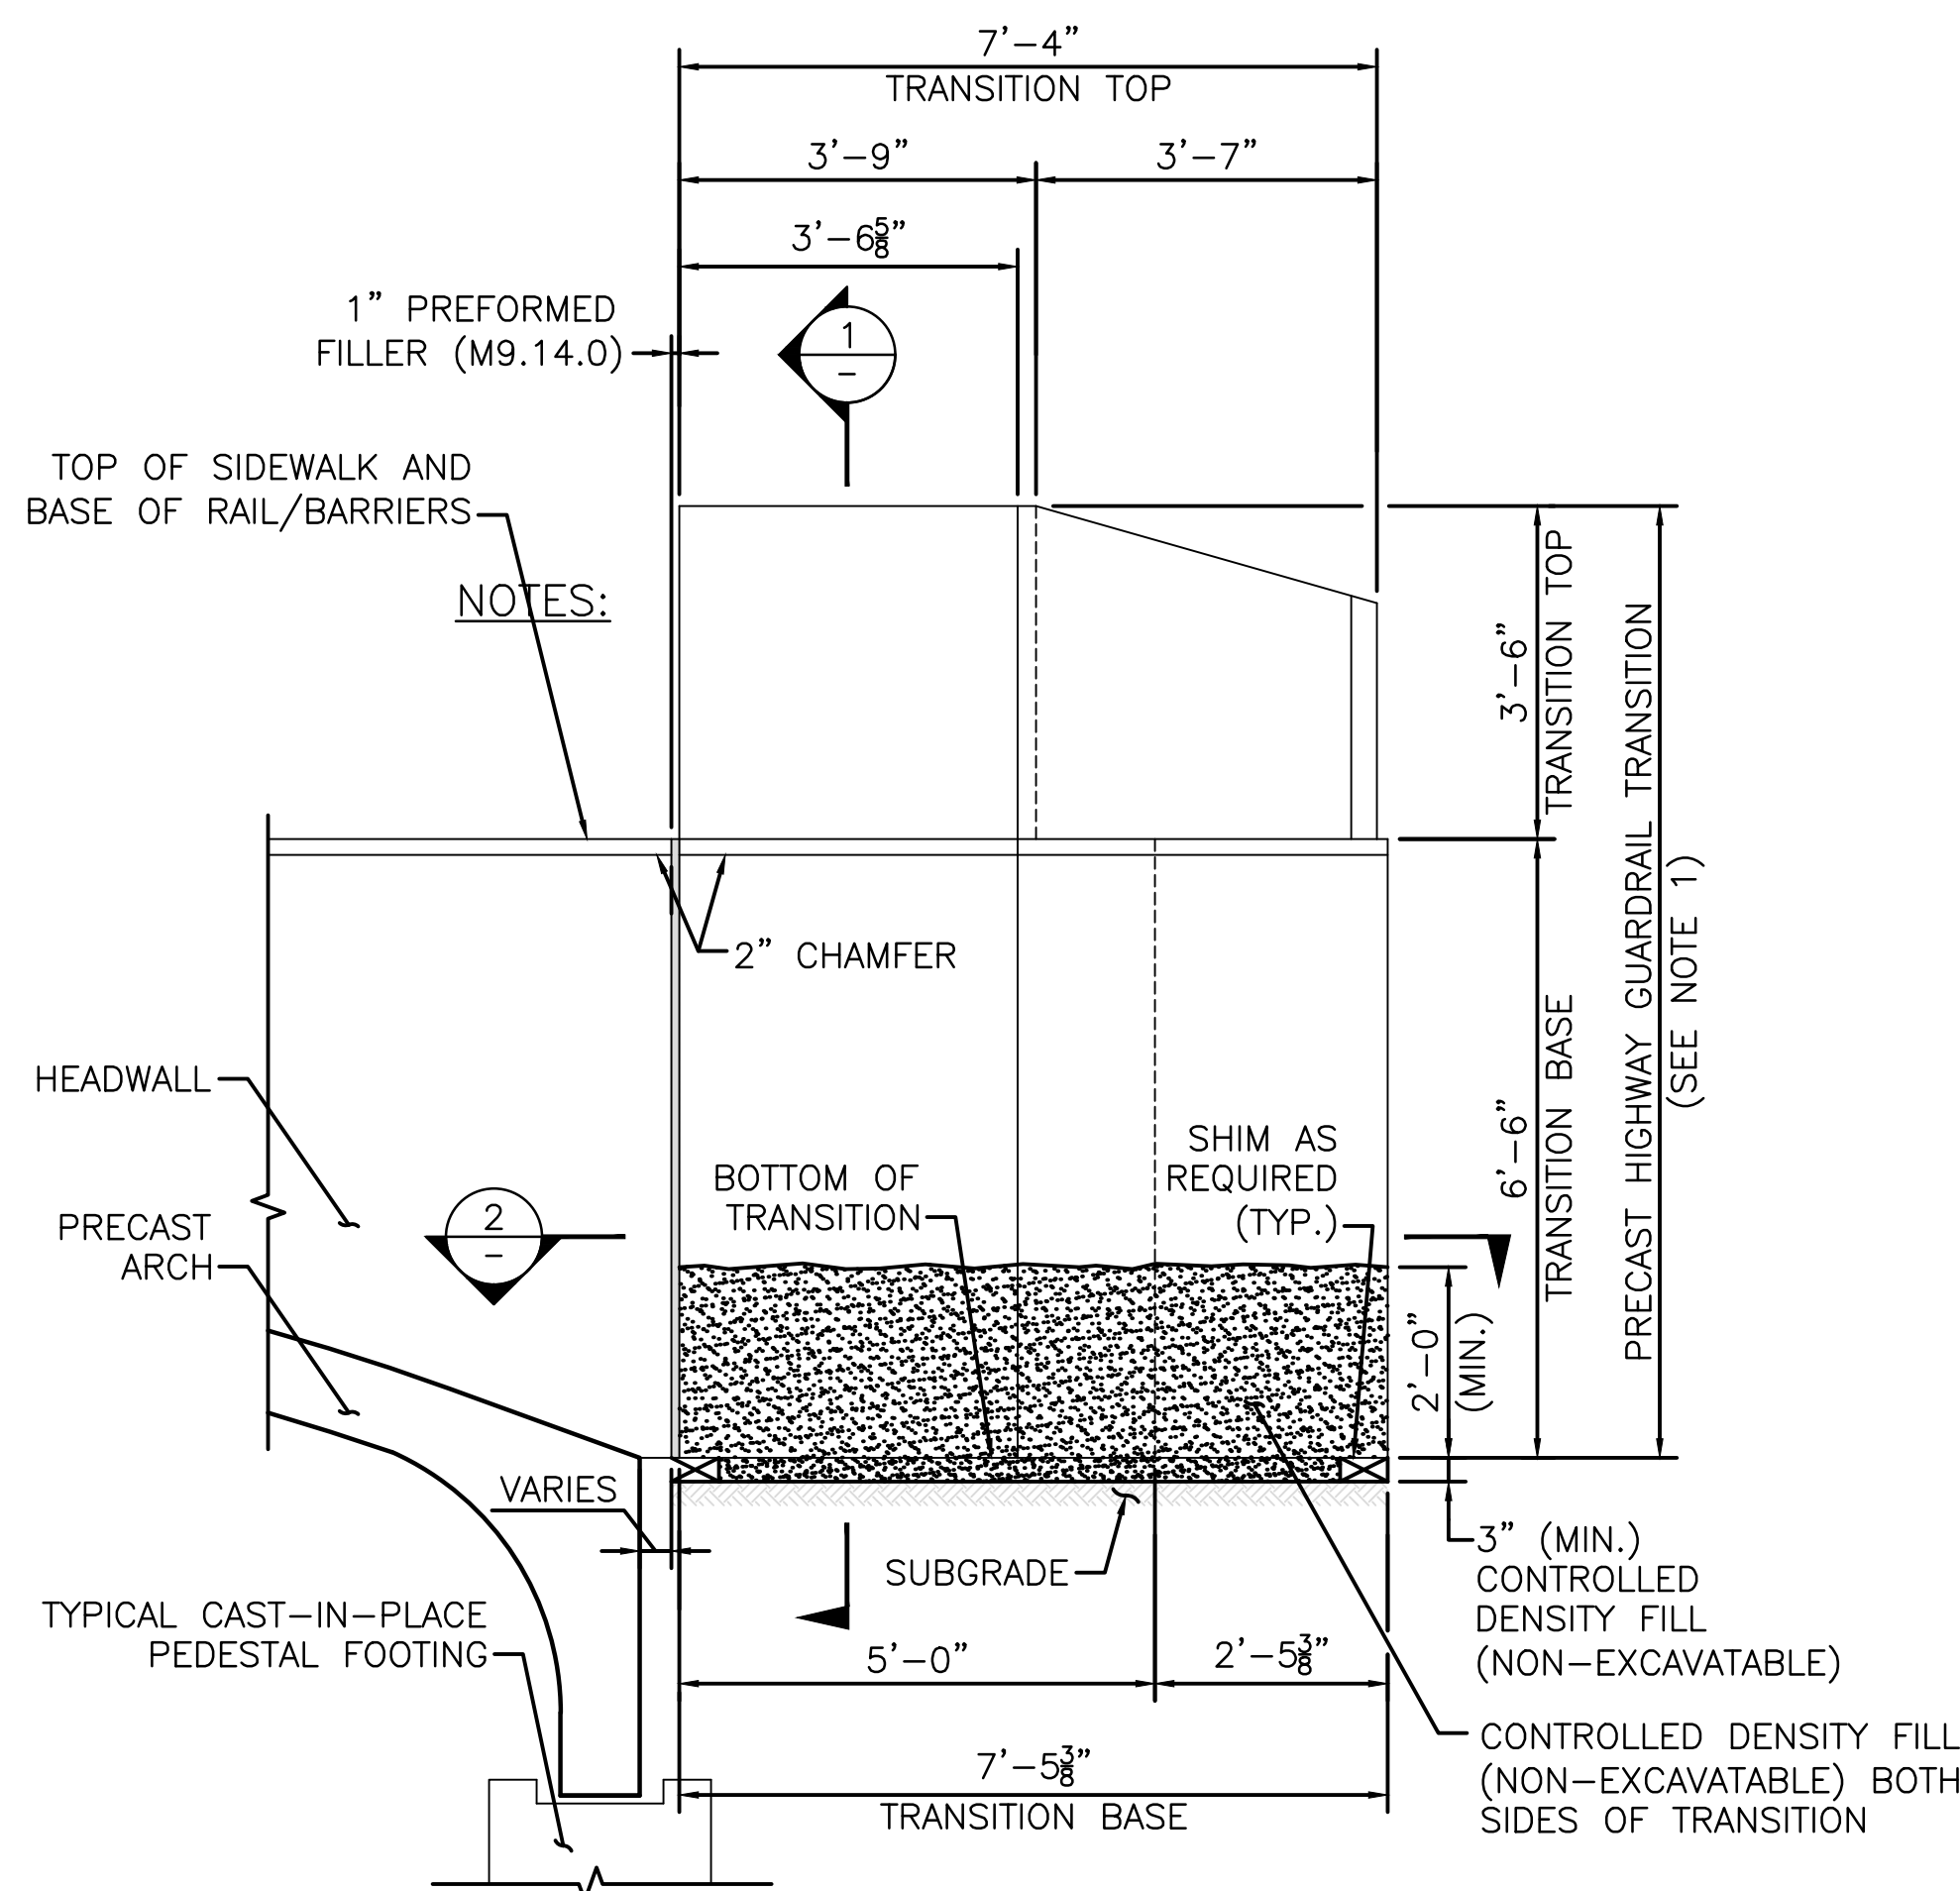 7'-4"
TRANSITION TOP
3'-9"
3'-7"
3'-6⅝"
1" PREFORMED
FILLER (M9.14.0)
1
-
TOP OF SIDEWALK AND
BASE OF RAIL/BARRIERS
NOTES:
3'-6"
TRANSITION TOP
PRECAST HIGHWAY GUARDRAIL TRANSITION
(SEE NOTE 1)
2" CHAMFER
HEADWALL
6'-6"
TRANSITION BASE
SHIM AS
REQUIRED
(TYP.)
BOTTOM OF
TRANSITION
PRECAST
ARCH
2
-
2'-0"
(MIN.)
VARIES
SUBGRADE
3" (MIN.)
CONTROLLED
DENSITY FILL
(NON-EXCAVATABLE)
TYPICAL CAST-IN-PLACE
PEDESTAL FOOTING
5'-0"
2'-5⅜"
CONTROLLED DENSITY FILL
(NON-EXCAVATABLE) BOTH
SIDES OF TRANSITION
7'-5⅜"
TRANSITION BASE